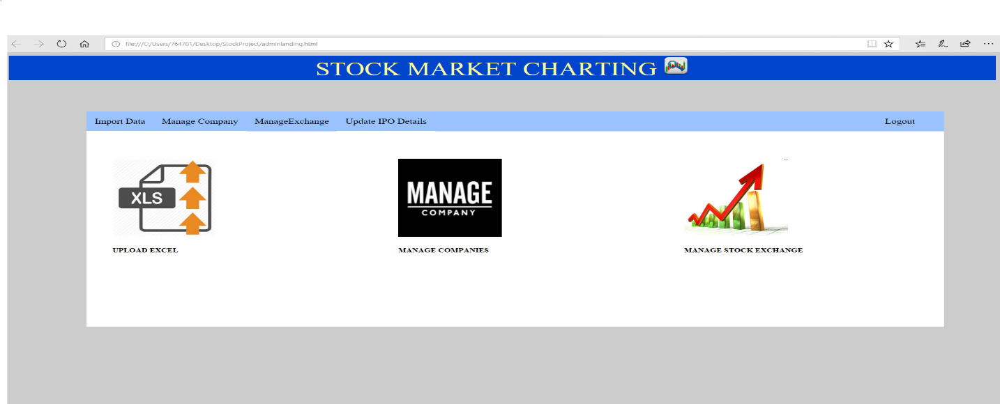 file:///C:/Users/764701/Desktop/StockProject/adminlanding.html
STOCK MARKET CHARTING
Import Data Manage Company ManageExchange Update IPO Details Logout
XLS
MANAGE
COMPANY
UPLOAD EXCEL MANAGE COMPANIES MANAGE STOCK EXCHANGE